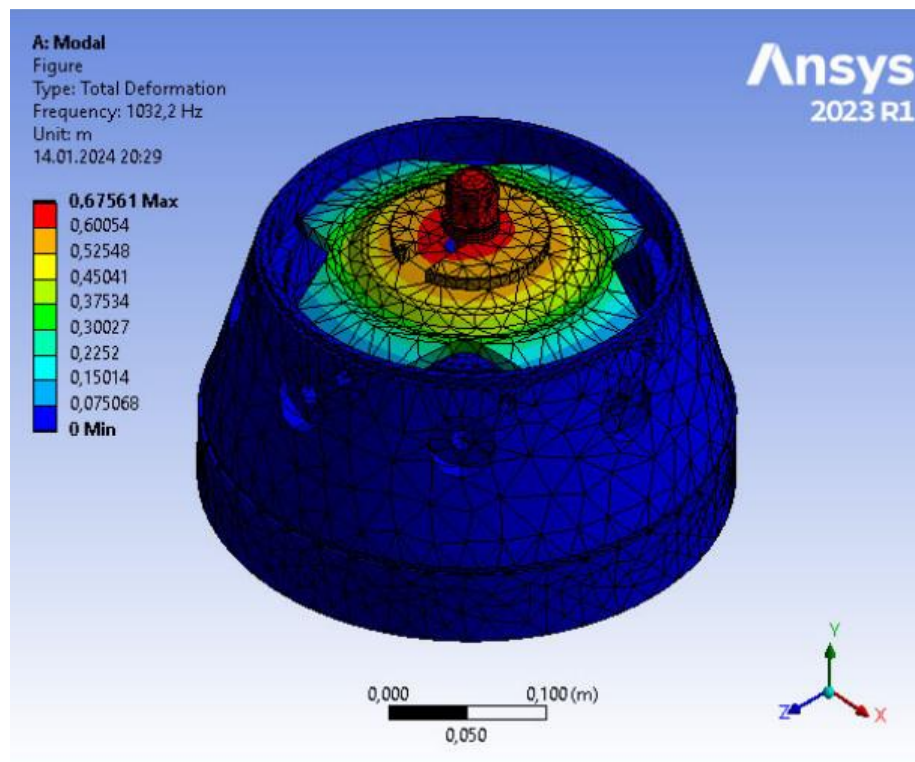 A: Modal
Figure
Type: Total Deformation
Frequency: 1032,2 Hz
Unit: m
14.01.2024 20:29
Ansys
2023 R1
0,67561 Max
0,60054
0,52548
0,45041
0,37534
0,30027
0,2252
0,15014
0,075068
0 Min
0,000
0,100 (m)
0,050
Y
Z
X